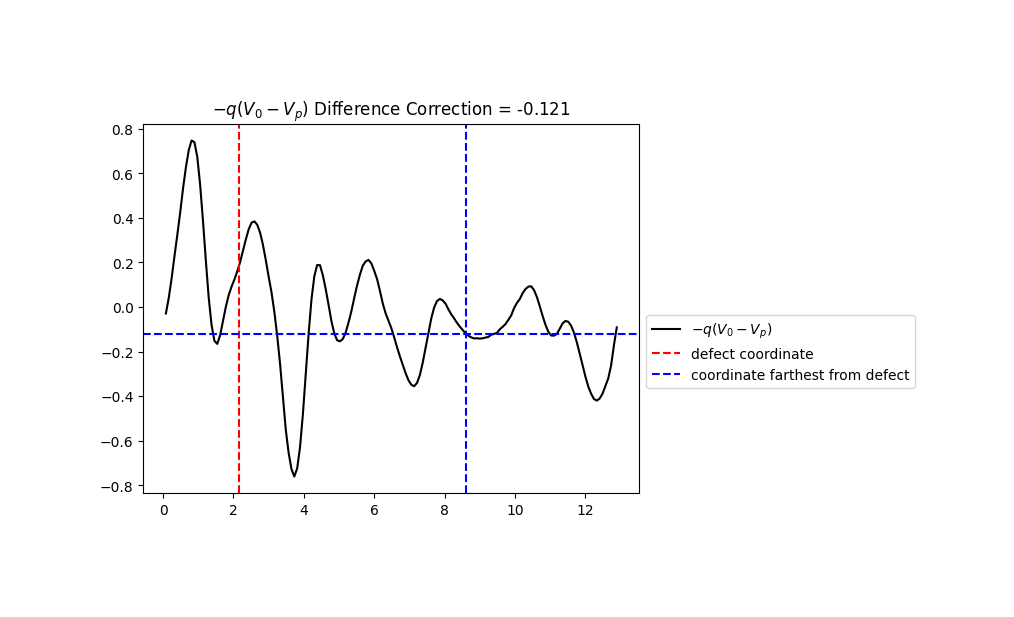 −q(V₀ − Vₚ) Difference Correction = -0.121
0.8
0.6
0.4
0.2
0.0
−0.2
−0.4
−0.6
−0.8
0 2 4 6 8 10 12
−q(V₀ − Vₚ)
defect coordinate
coordinate farthest from defect